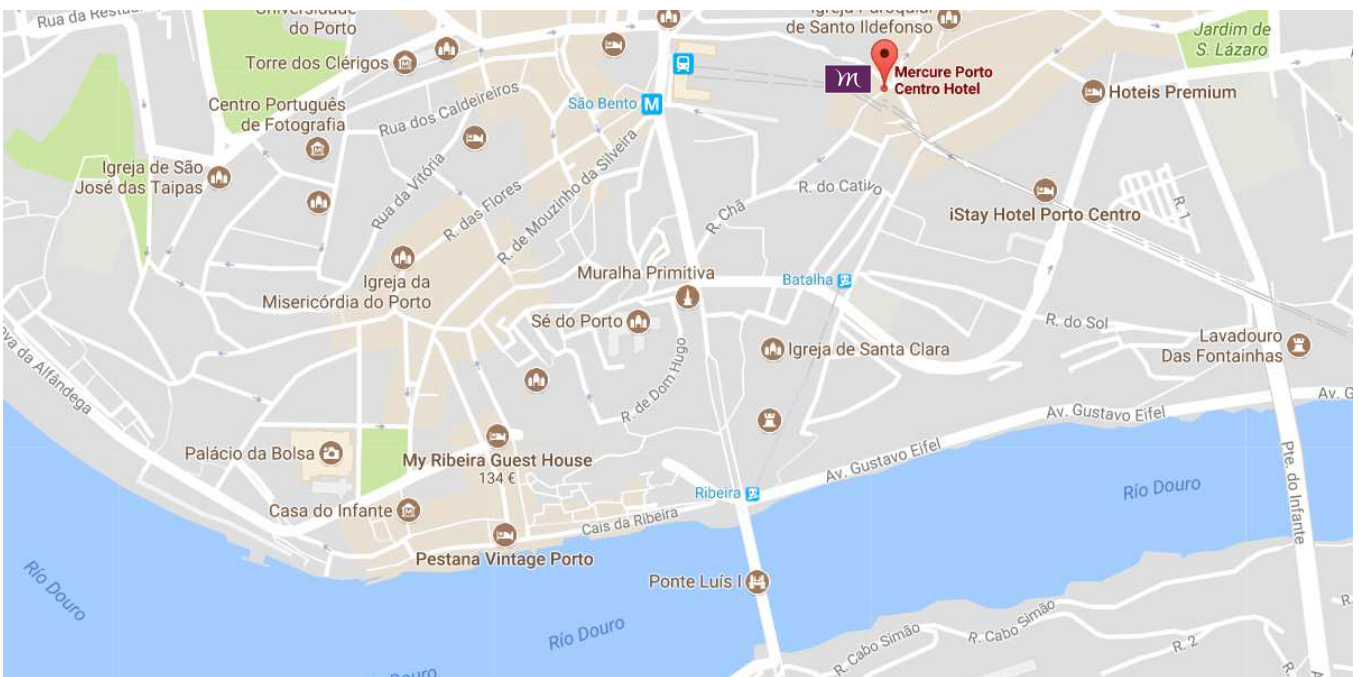 Rua da Restau
Universidade
do Porto
Igreja Paroquial
de Santo Ildefonso
Jardim de
S. Lázaro
Torre dos Clérigos
m
Mercure Porto
Centro Hotel
Hoteis Premium
Centro Português
de Fotografia
Rua dos Caldeireiros
São Bento M
Igreja de São
José das Taipas
Rua da Vitória
R. das Flores
R. de Mouzinho da Silveira
R. Chã
R. do Cativo
iStay Hotel Porto Centro
R. 1
Igreja da
Misericórdia do Porto
Muralha Primitiva
Batalha
Sé do Porto
R. do Sol
Lavadouro
Das Fontainhas
Igreja de Santa Clara
ova da Alfândega
R. de Dom Hugo
Av. Gustavo Eifel
Av. G
Palácio da Bolsa
My Ribeira Guest House
134 €
Av. Gustavo Eifel
Pte. do Infante
Ribeira
Río Douro
Casa do Infante
Cais da Ribeira
Pestana Vintage Porto
Río Douro
Ponte Luís I
Río Douro
R. Cabo Simão
R. Cabo Simão
R. 2
R.
R.
A